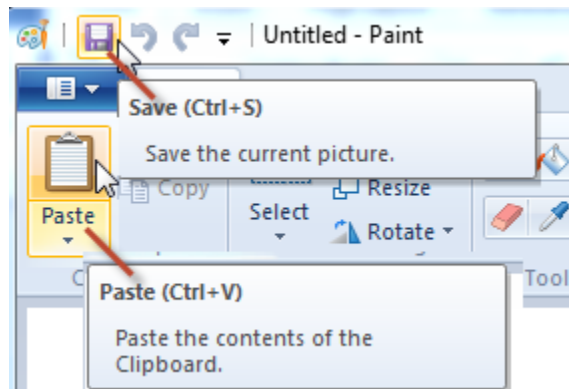 Untitled - Paint
Save (Ctrl+S)
Save the current picture.
Copy
Resize
Paste
Select
Rotate
Paste (Ctrl+V)
Paste the contents of the
Clipboard.